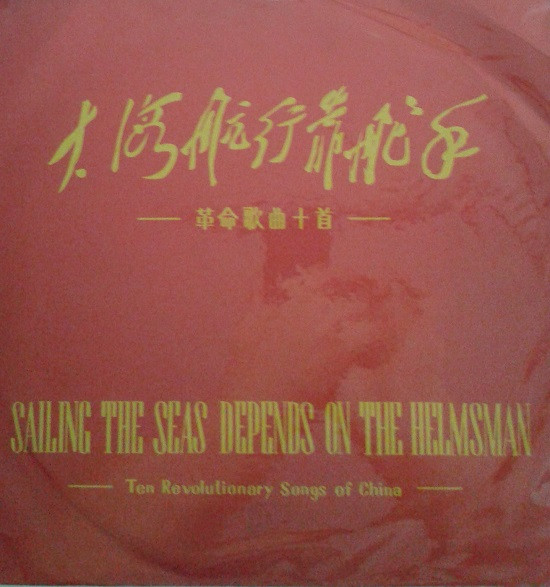 大海航行靠舵手
革命歌曲十首
SAILING THE SEAS DEPENDS ON THE HELMSMAN
Ten Revolutionary Songs of China